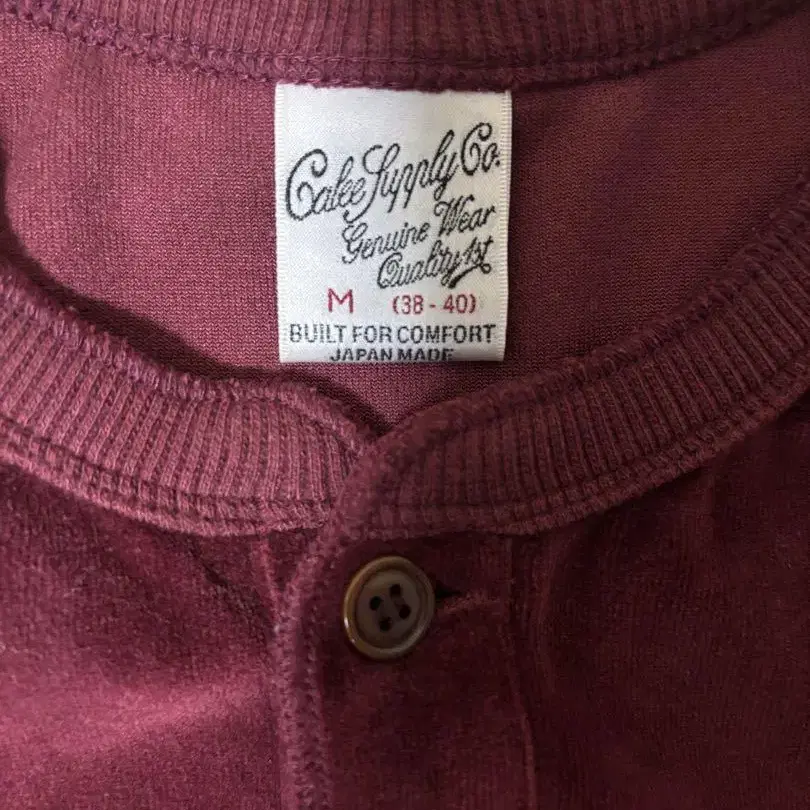 Calee Supply Co.
Genuine Wear
Quality 1st
M (38 - 40)
BUILT FOR COMFORT
JAPAN MADE